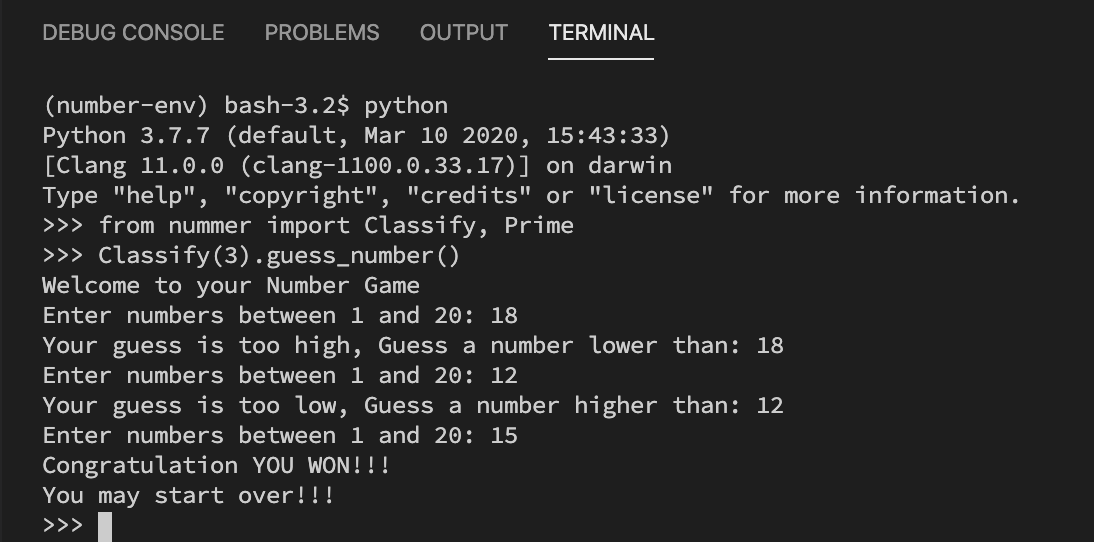 DEBUG CONSOLE PROBLEMS OUTPUT TERMINAL
(number-env) bash-3.2$ python
Python 3.7.7 (default, Mar 10 2020, 15:43:33)
[Clang 11.0.0 (clang-1100.0.33.17)] on darwin
Type "help", "copyright", "credits" or "license" for more information.
>>> from nummer import Classify, Prime
>>> Classify(3).guess_number()
Welcome to your Number Game
Enter numbers between 1 and 20: 18
Your guess is too high, Guess a number lower than: 18
Enter numbers between 1 and 20: 12
Your guess is too low, Guess a number higher than: 12
Enter numbers between 1 and 20: 15
Congratulation YOU WON!!!
You may start over!!!
>>>